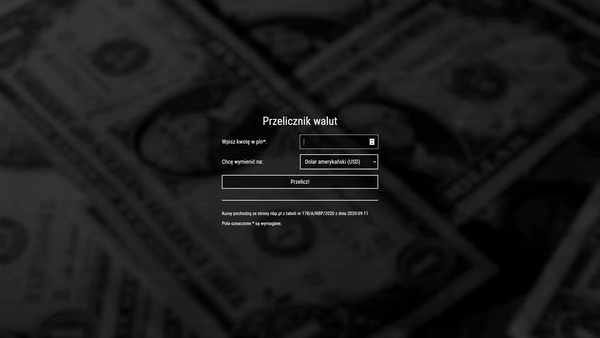 Przelicznik walut
Wpisz kwotę w pln*:
Chcę wymienić na: Dolar amerykański (USD)
Przelicz!
Kursy pochodzą ze strony nbp.pl z tabeli nr 178/A/NBP/2020 z dnia 2020-09-11
Pola oznaczone * są wymagane.